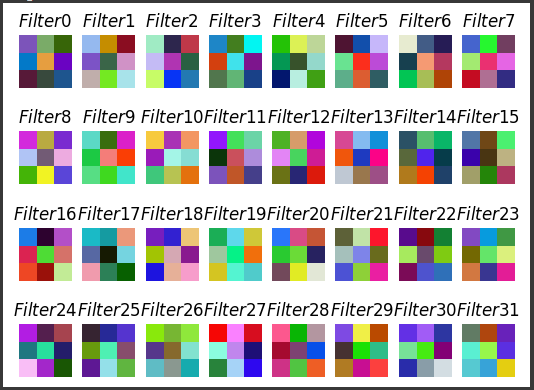 Filter0 Filter1 Filter2 Filter3 Filter4 Filter5 Filter6 Filter7
Filter8 Filter9 Filter10 Filter11 Filter12 Filter13 Filter14 Filter15
Filter16 Filter17 Filter18 Filter19 Filter20 Filter21 Filter22 Filter23
Filter24 Filter25 Filter26 Filter27 Filter28 Filter29 Filter30 Filter31